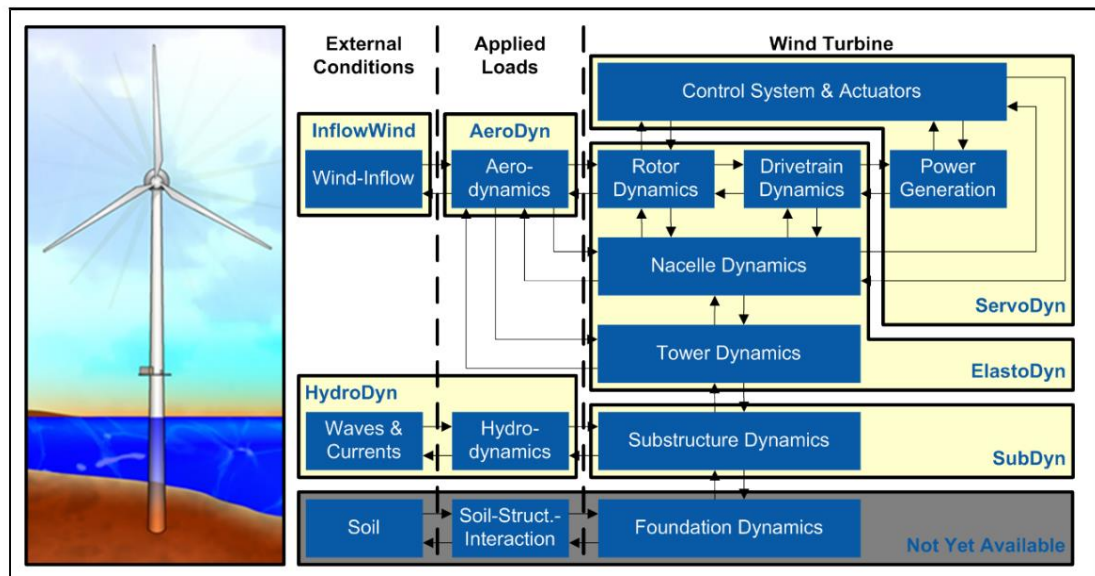 External
Conditions
Applied
Loads
Wind Turbine
Control System & Actuators
InflowWind
AeroDyn
Wind-Inflow
Aero-
dynamics
Rotor
Dynamics
Drivetrain
Dynamics
Power
Generation
Nacelle Dynamics
ServoDyn
Tower Dynamics
ElastoDyn
HydroDyn
Waves &
Currents
Hydro-
dynamics
Substructure Dynamics
SubDyn
Soil
Soil-Struct.-
Interaction
Foundation Dynamics
Not Yet Available